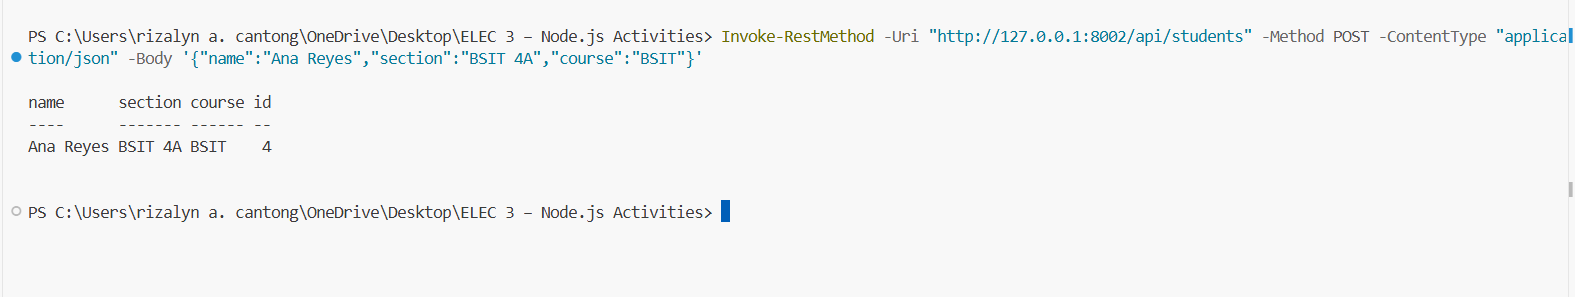 PS C:\Users\rizalyn a. cantong\OneDrive\Desktop\ELEC 3 – Node.js Activities> Invoke-RestMethod -Uri "http://127.0.0.1:8002/api/students" -Method POST -ContentType "applica
tion/json" -Body '{"name":"Ana Reyes","section":"BSIT 4A","course":"BSIT"}'
name      section course id
----      ------- ------ --
Ana Reyes BSIT 4A BSIT    4
PS C:\Users\rizalyn a. cantong\OneDrive\Desktop\ELEC 3 – Node.js Activities>